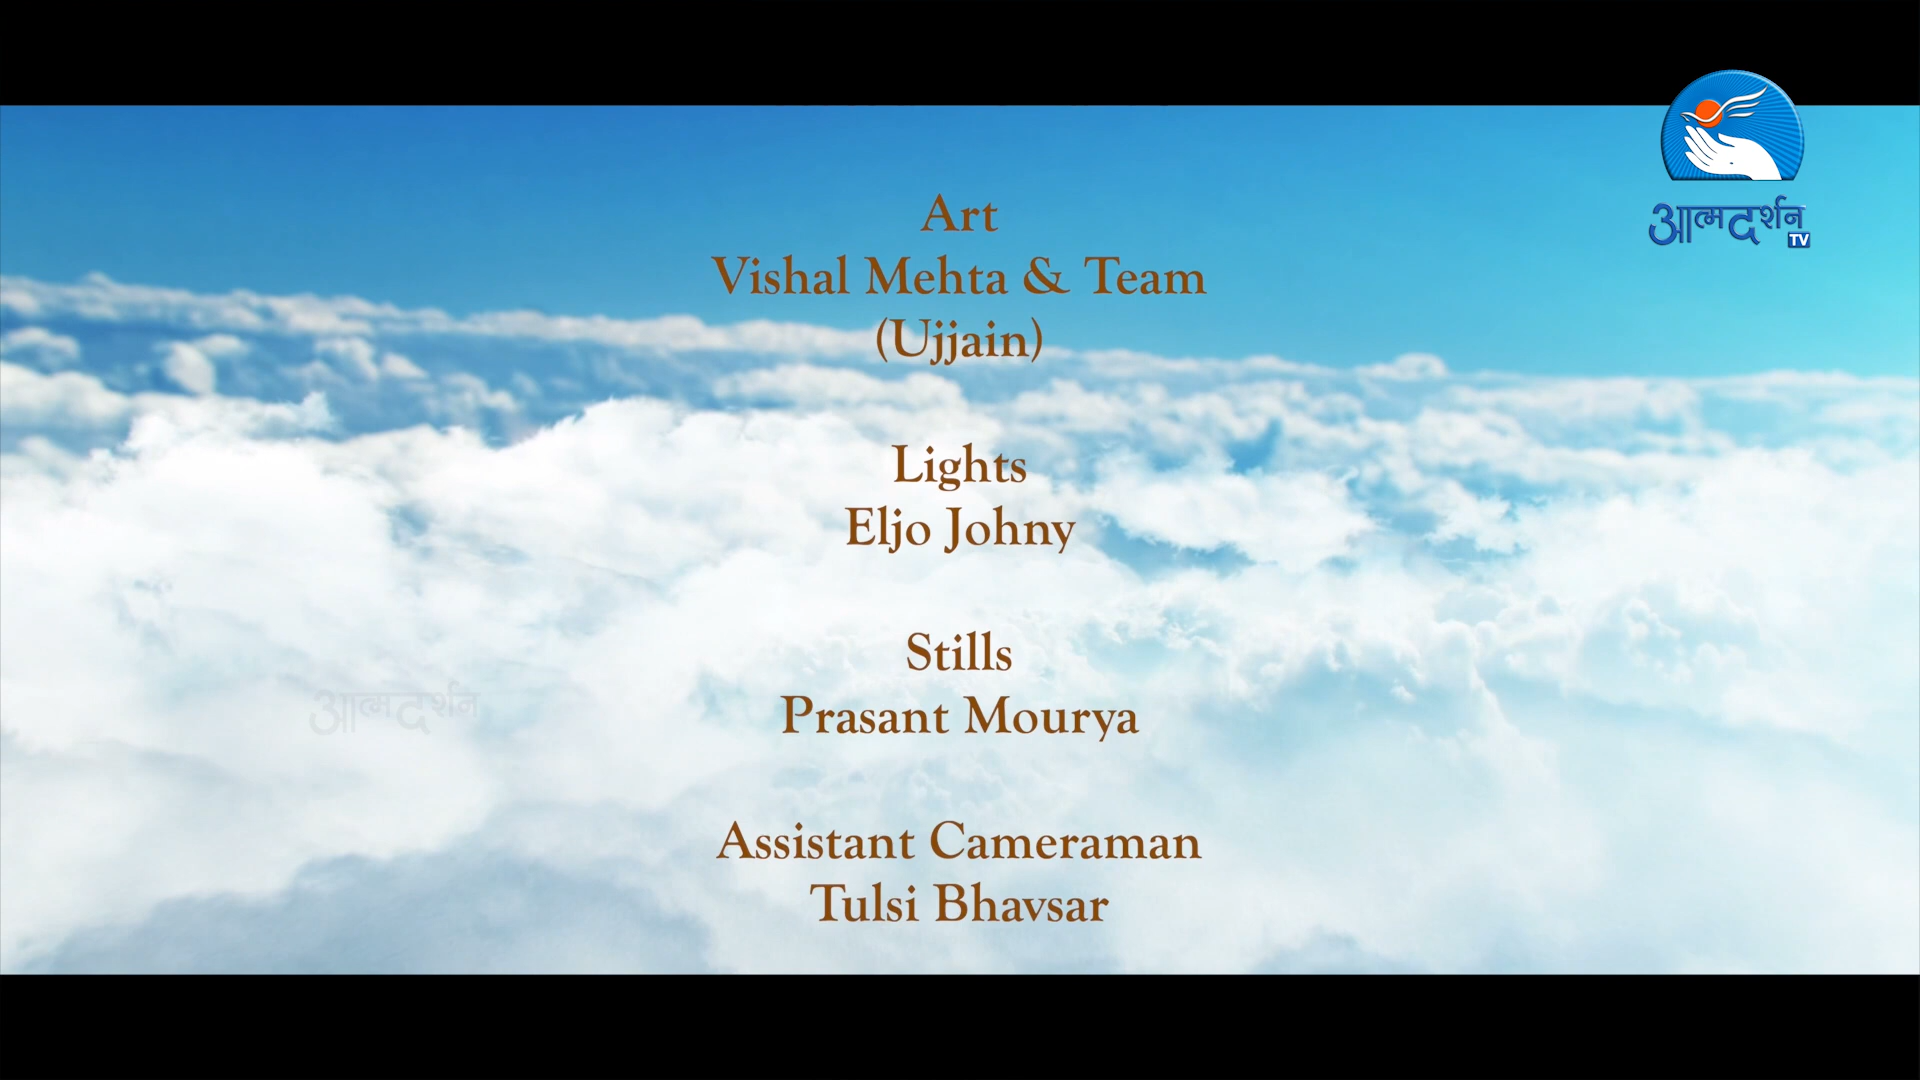 आत्मदर्शन
TV
Art
Vishal Mehta & Team
(Ujjain)
Lights
Eljo Johny
Stills
Prasant Mourya
आत्मदर्शन
Assistant Cameraman
Tulsi Bhavsar